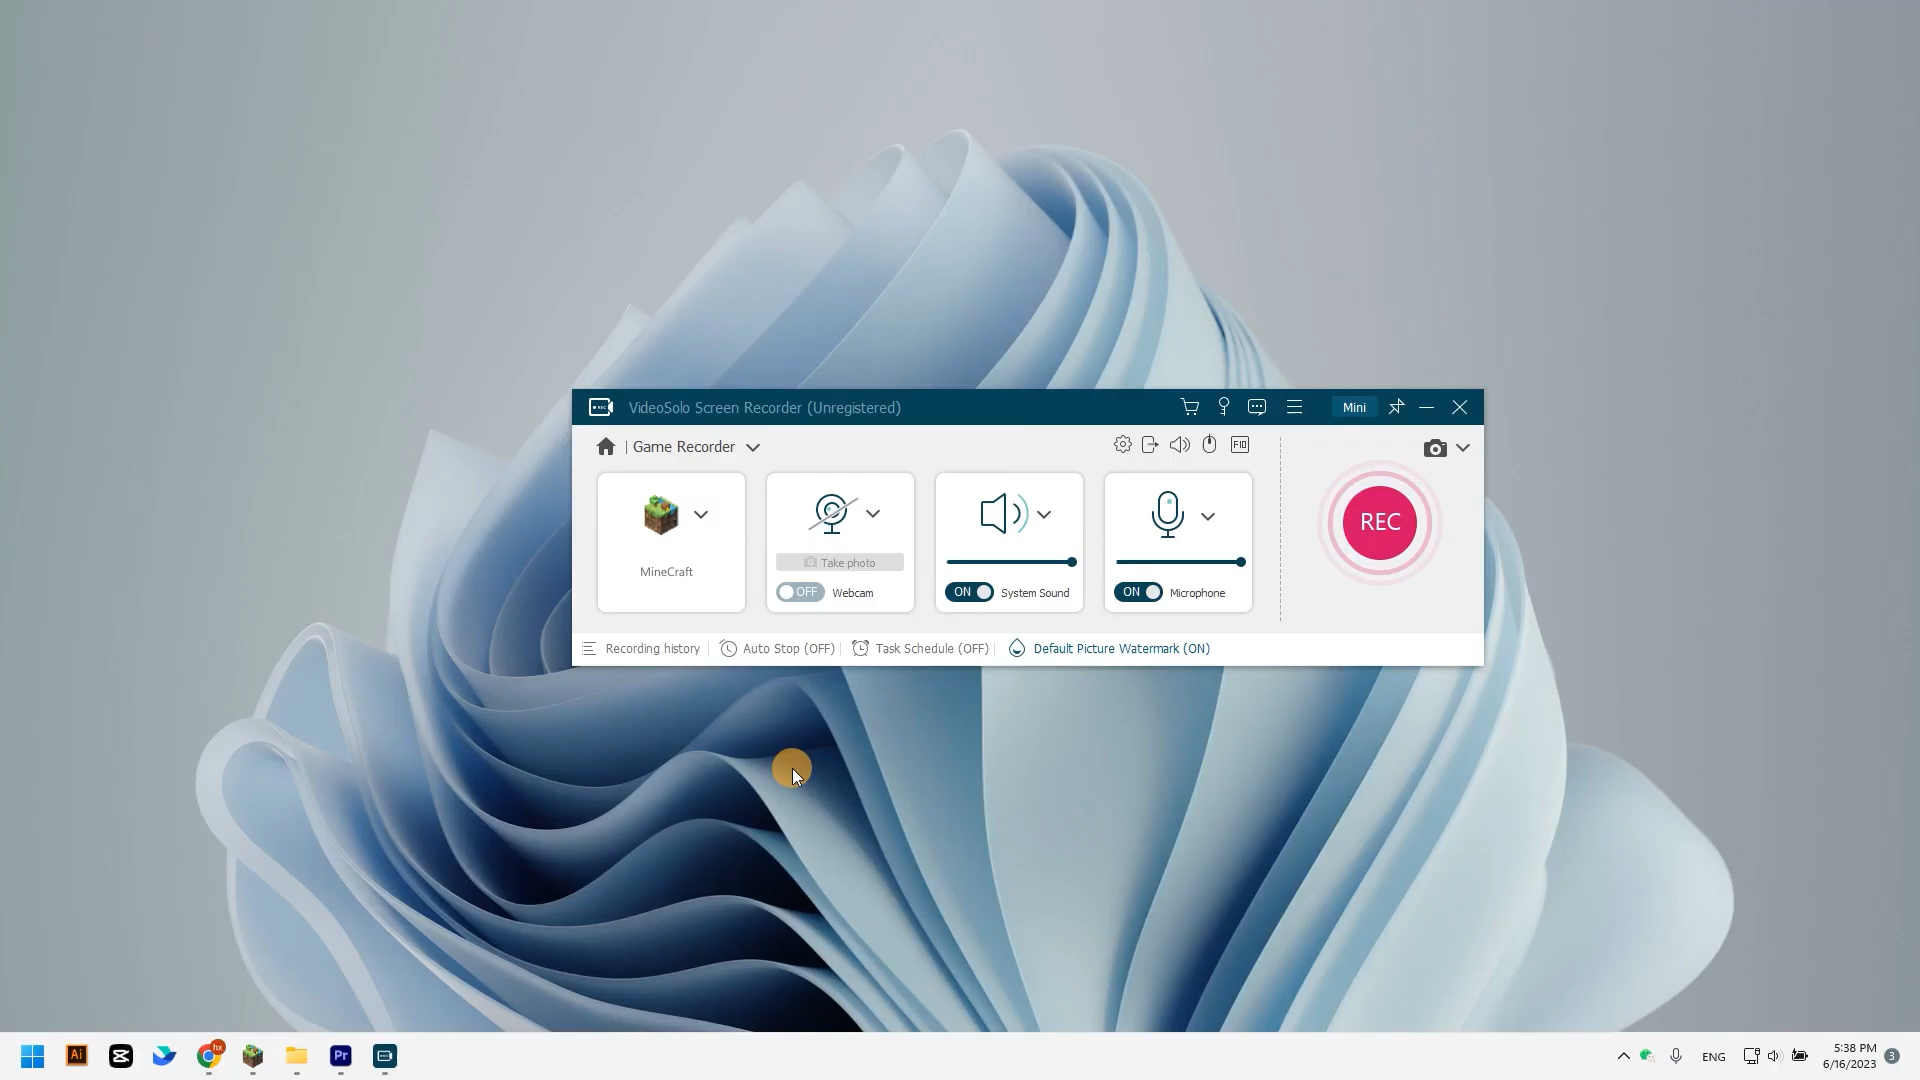 VideoSolo Screen Recorder (Unregistered)
Mini
| Game Recorder
REC
MineCraft
Take photo
OFF Webcam
ON System Sound
ON Microphone
Recording history
Auto Stop (OFF)
Task Schedule (OFF)
Default Picture Watermark (ON)
Ai
hx
Pr
ENG
5:38 PM
6/16/2023
3